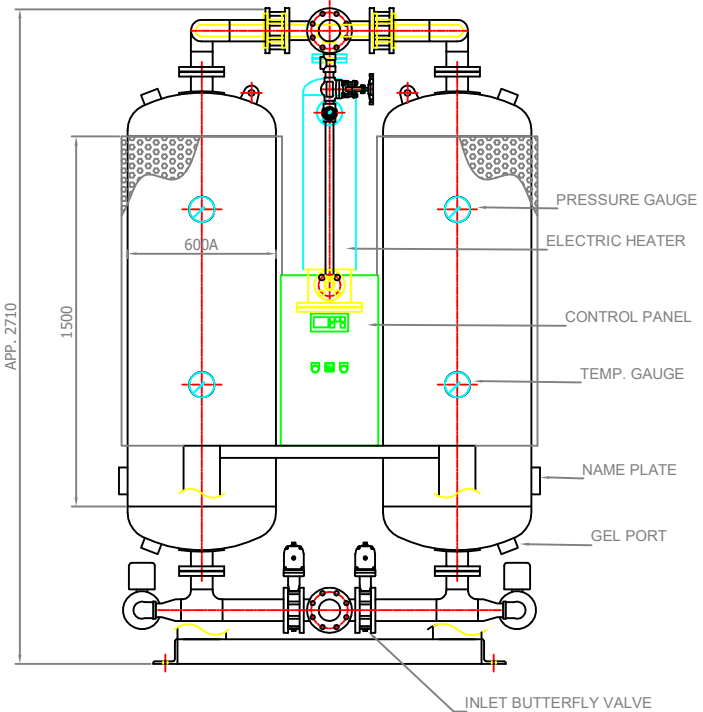 PRESSURE GAUGE
600A
ELECTRIC HEATER
APP. 2710
1500
CONTROL PANEL
TEMP. GAUGE
NAME PLATE
GEL PORT
INLET BUTTERFLY VALVE